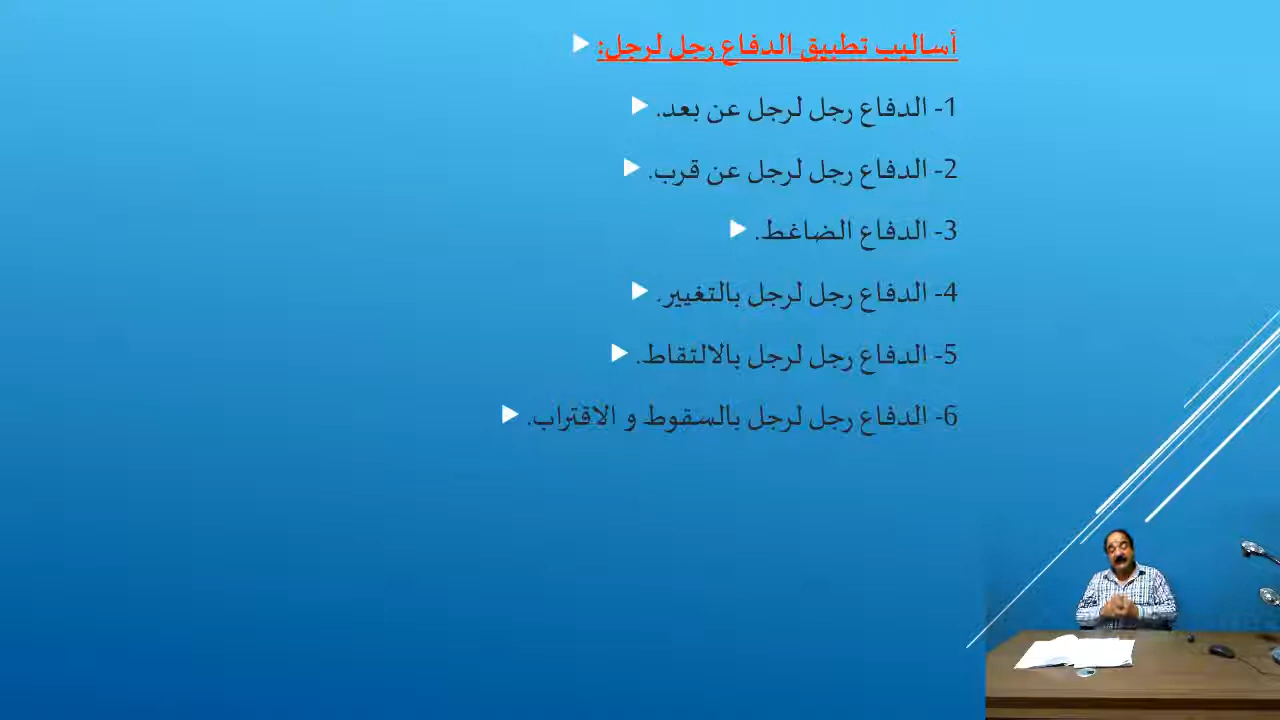 أساليب تطبيق الدفاع رجل لرجل:
1- الدفاع رجل لرجل عن بعد.
2- الدفاع رجل لرجل عن قرب.
3- الدفاع الضاغط.
4- الدفاع رجل لرجل بالتغيير.
5- الدفاع رجل لرجل بالالتقاط.
6- الدفاع رجل لرجل بالسقوط و الاقتراب.